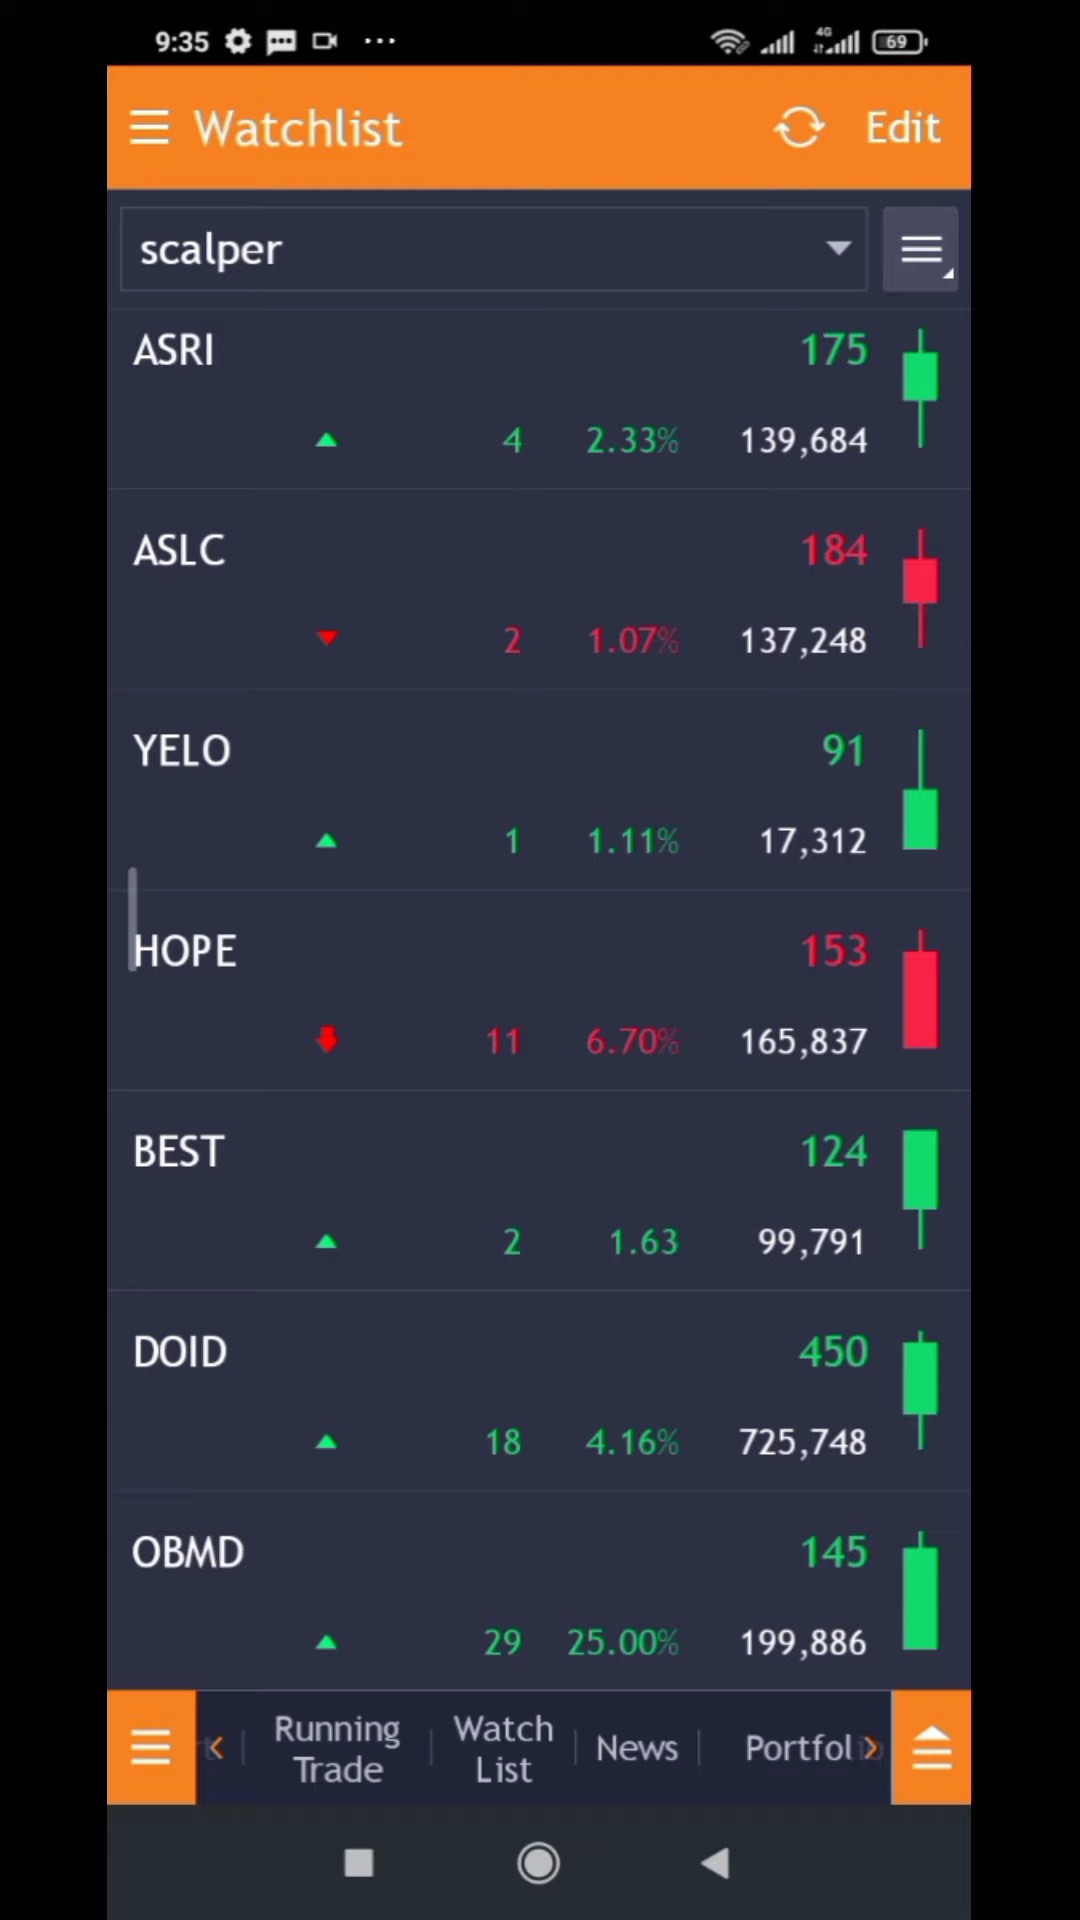 9:35 4G 69
Watchlist Edit
scalper
ASRI 175
4 2.33% 139,684
ASLC 184
2 1.07% 137,248
YELO 91
1 1.11% 17,312
HOPE 153
11 6.70% 165,837
BEST 124
2 1.63 99,791
DOID 450
18 4.16% 725,748
OBMD 145
29 25.00% 199,886
Running Watch
News Portfol
Trade List